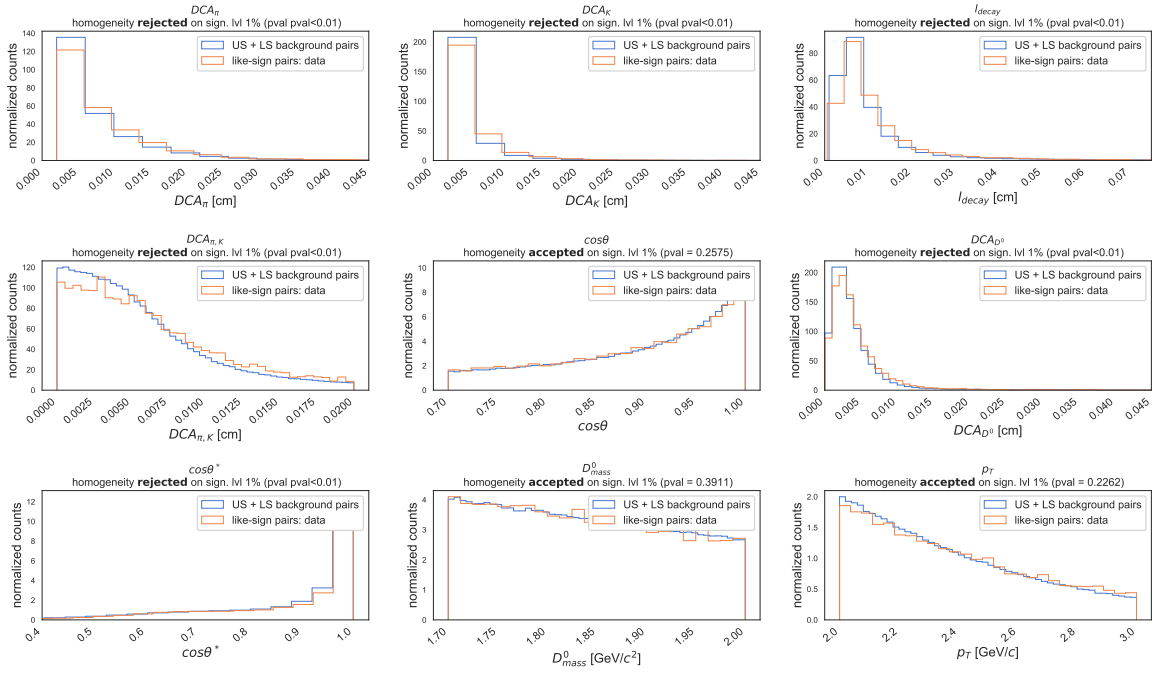 DCA_π
homogeneity rejected on sign. lvl 1% (pval pval<0.01)
normalized counts
140
120
100
80
60
40
20
0
US + LS background pairs
like-sign pairs: data
0.000 0.005 0.010 0.015 0.020 0.025 0.030 0.035 0.040 0.045
DCA_π [cm]
DCA_K
homogeneity rejected on sign. lvl 1% (pval pval<0.01)
normalized counts
200
100
0
US + LS background pairs
like-sign pairs: data
0.000 0.005 0.010 0.015 0.020 0.025 0.030 0.035 0.040 0.045
DCA_K [cm]
l_decay
homogeneity rejected on sign. lvl 1% (pval pval<0.01)
normalized counts
80
60
40
20
0
US + LS background pairs
like-sign pairs: data
0.00 0.01 0.02 0.03 0.04 0.05 0.06 0.07
l_decay [cm]
DCA_π,K
homogeneity rejected on sign. lvl 1% (pval pval<0.01)
normalized counts
120
100
80
60
40
20
0
US + LS background pairs
like-sign pairs: data
0.0000 0.0025 0.0050 0.0075 0.0100 0.0125 0.0150 0.0175 0.0200
DCA_π,K [cm]
cosθ
homogeneity accepted on sign. lvl 1% (pval = 0.2575)
normalized counts
10
8
6
4
2
0
US + LS background pairs
like-sign pairs: data
0.70 0.75 0.80 0.85 0.90 0.95 1.00
cosθ
DCA_D⁰
homogeneity rejected on sign. lvl 1% (pval pval<0.01)
normalized counts
200
150
100
50
0
US + LS background pairs
like-sign pairs: data
0.000 0.005 0.010 0.015 0.020 0.025 0.030 0.035 0.040 0.045
DCA_D⁰ [cm]
cosθ*
homogeneity rejected on sign. lvl 1% (pval pval<0.01)
normalized counts
12
10
8
6
4
2
0
US + LS background pairs
like-sign pairs: data
0.4 0.5 0.6 0.7 0.8 0.9 1.0
cosθ*
D⁰_mass
homogeneity accepted on sign. lvl 1% (pval = 0.3911)
normalized counts
4
3
2
1
0
US + LS background pairs
like-sign pairs: data
1.70 1.75 1.80 1.85 1.90 1.95 2.00
D⁰_mass [GeV/c²]
p_T
homogeneity accepted on sign. lvl 1% (pval = 0.2262)
normalized counts
2.0
1.5
1.0
0.5
0.0
US + LS background pairs
like-sign pairs: data
2.0 2.2 2.4 2.6 2.8 3.0
p_T [GeV/c]